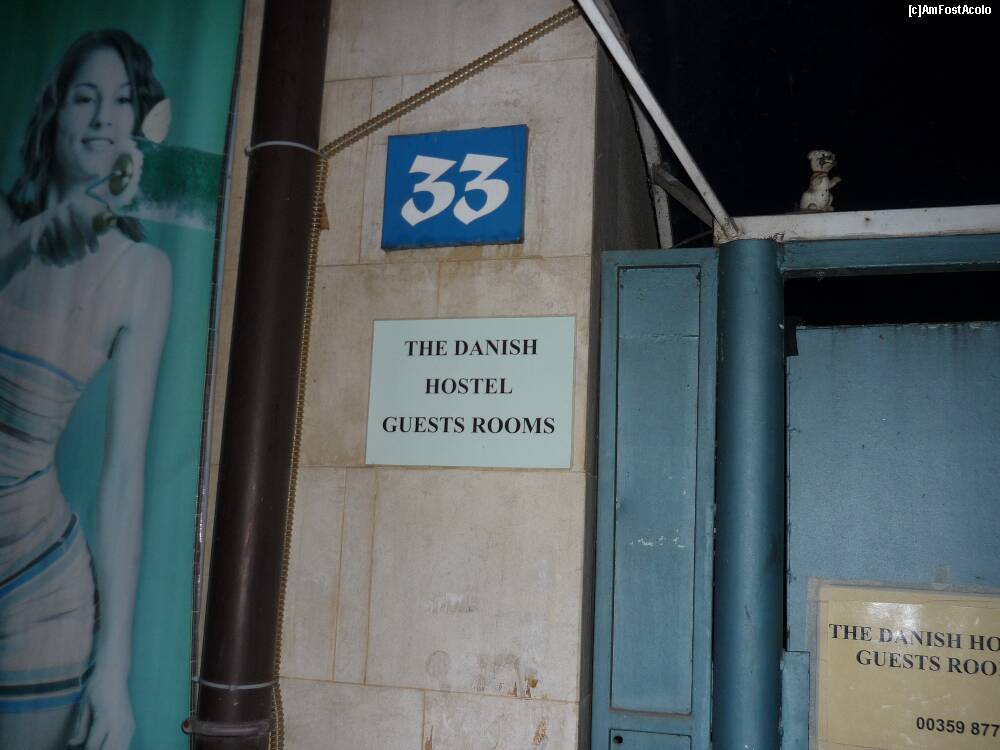 [c]AmFostAcolo
33
THE DANISH
HOSTEL
GUESTS ROOMS
THE DANISH HO
GUESTS ROO
00359 877